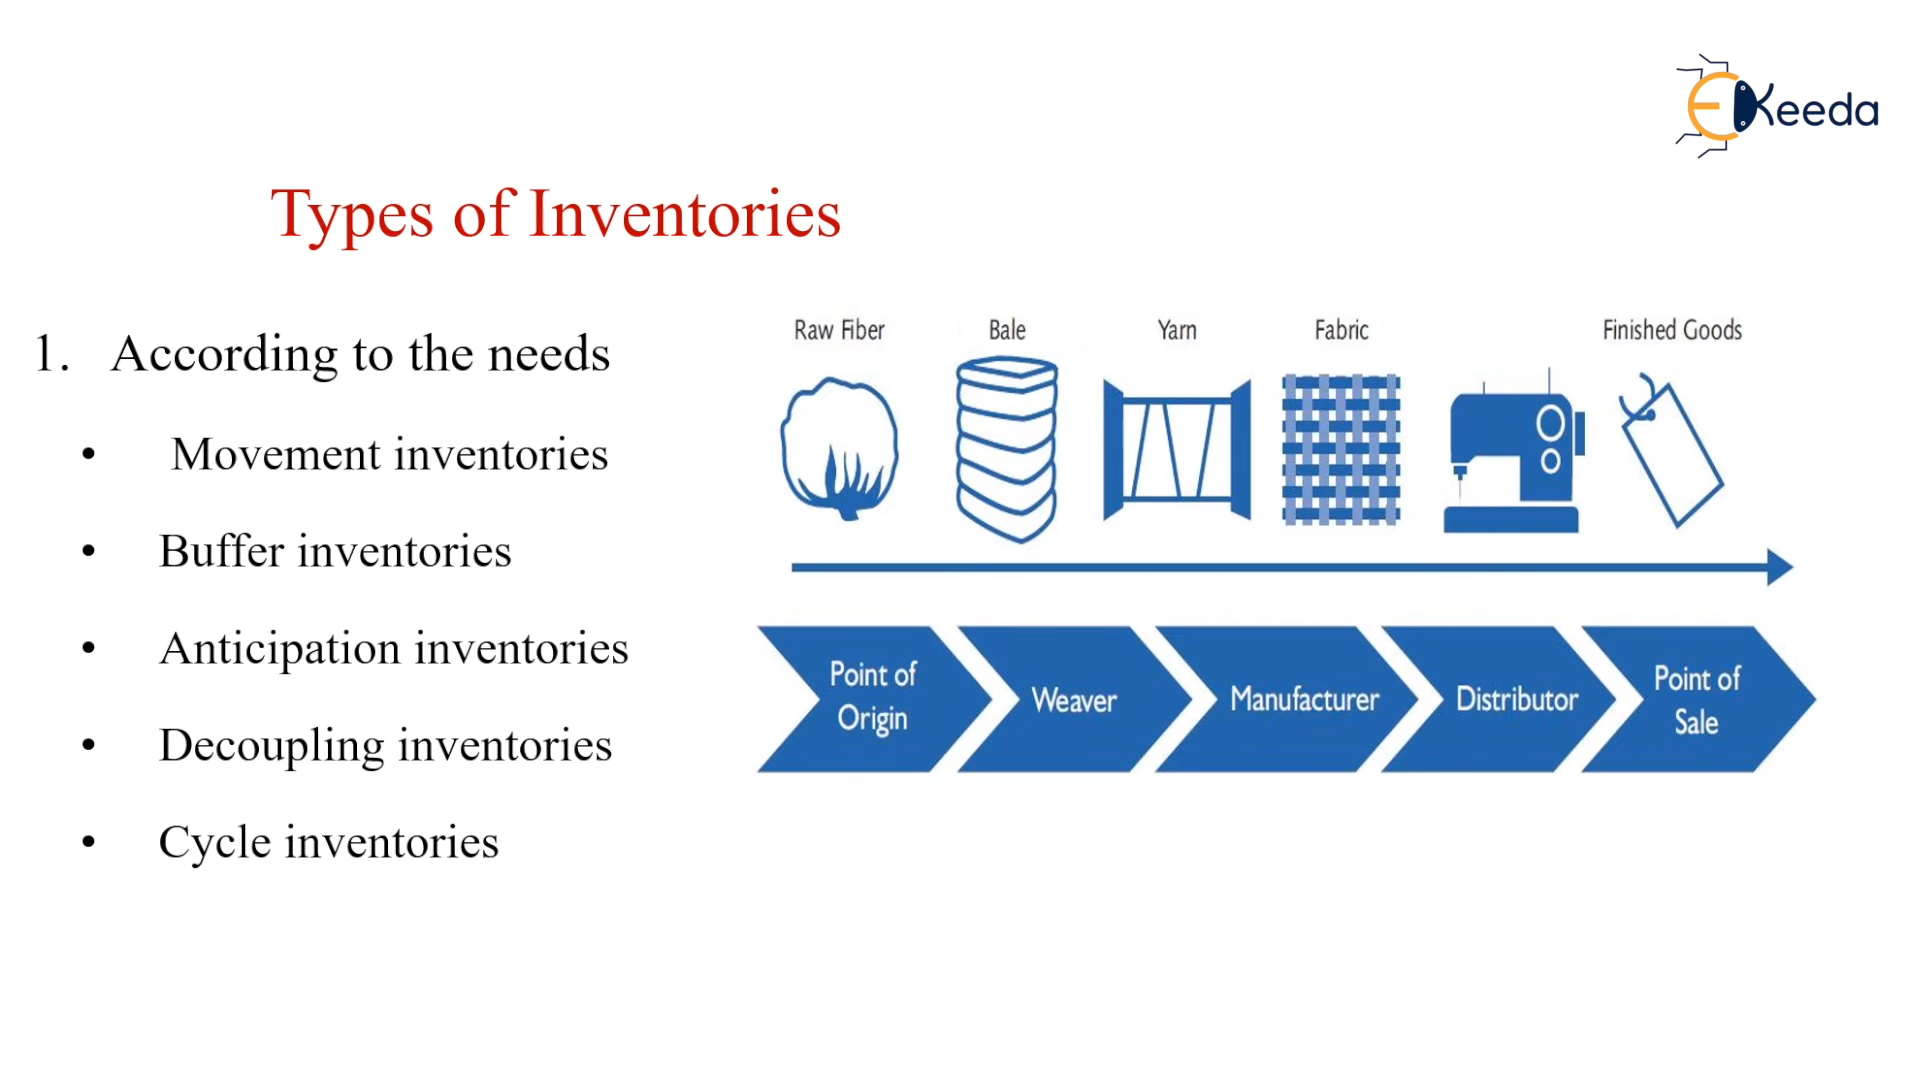 EKeeda
Types of Inventories
1. According to the needs
• Movement inventories
• Buffer inventories
• Anticipation inventories
• Decoupling inventories
• Cycle inventories
Raw Fiber
Bale
Yarn
Fabric
Finished Goods
Point of
Origin
Weaver
Manufacturer
Distributor
Point of
Sale